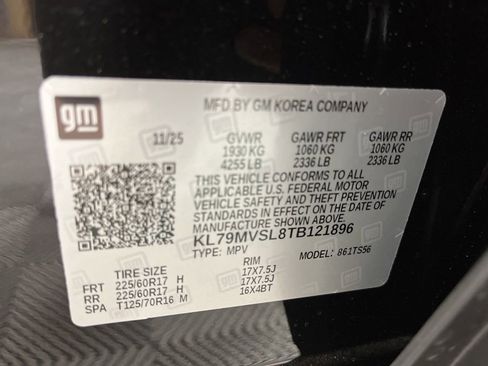 gm
MFD BY GM KOREA COMPANY
11/25 GVWR GAWR FRT GAWR RR
1930 KG 1060 KG 1060 KG
4255 LB 2336 LB 2336 LB
THIS VEHICLE CONFORMS TO ALL
APPLICABLE U.S. FEDERAL MOTOR
VEHICLE SAFETY AND THEFT
PREVENTION STANDARDS IN
EFFECT ON THE DATE OF
MANUFACTURE SHOWN ABOVE.
KL79MVSL8TB121896
TYPE: MPV MODEL: 861TS56
TIRE SIZE RIM
FRT 225/60R17 H 17X7.5J
RR 225/60R17 H 17X7.5J
SPA T125/70R16 M 16X4BT